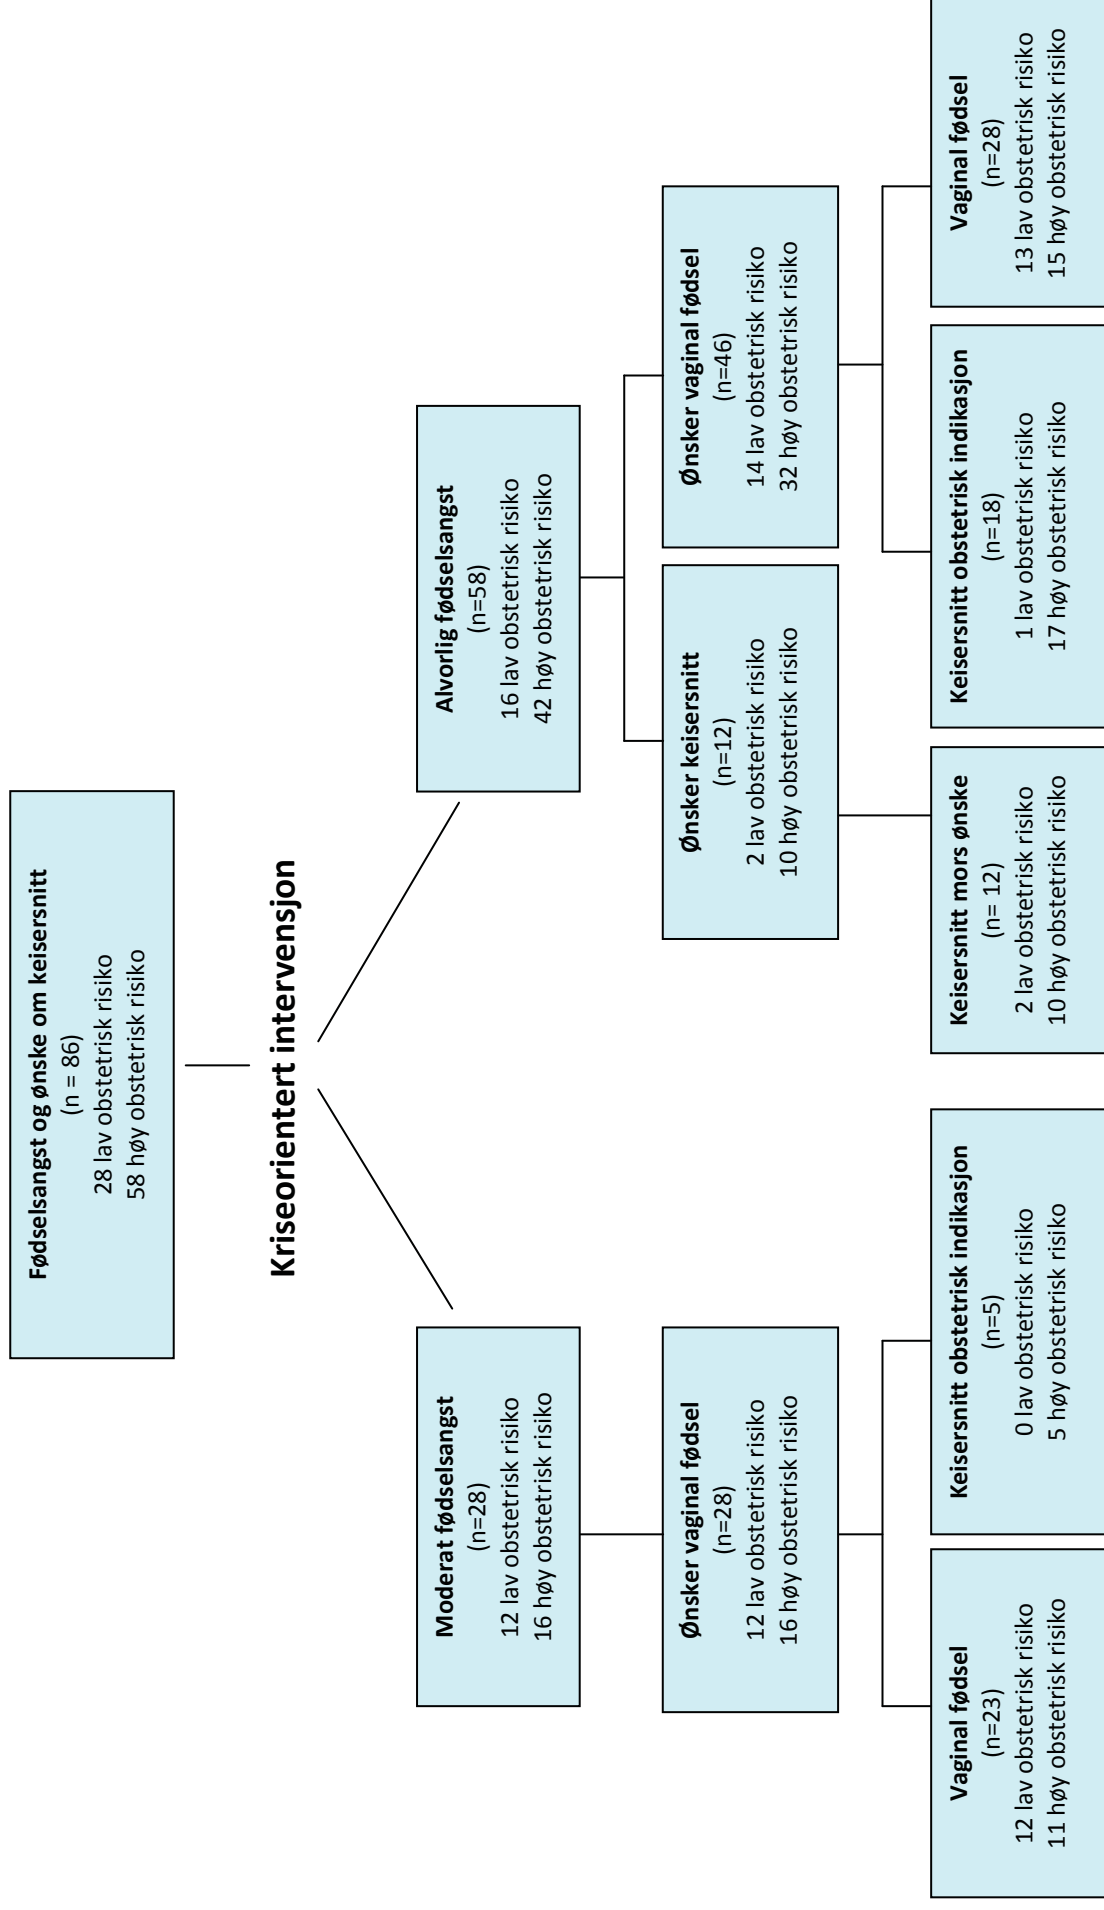 Fødselsangst og ønske om keisersnitt
(n = 86)
28 lav obstetrisk risiko
58 høy obstetrisk risiko
Kriseorientert intervensjon
Moderat fødselsangst
(n=28)
12 lav obstetrisk risiko
16 høy obstetrisk risiko
Alvorlig fødselsangst
(n=58)
16 lav obstetrisk risiko
42 høy obstetrisk risiko
Ønsker vaginal fødsel
(n=28)
12 lav obstetrisk risiko
16 høy obstetrisk risiko
Ønsker keisersnitt
(n=12)
2 lav obstetrisk risiko
10 høy obstetrisk risiko
Ønsker vaginal fødsel
(n=46)
14 lav obstetrisk risiko
32 høy obstetrisk risiko
Vaginal fødsel
(n=23)
12 lav obstetrisk risiko
11 høy obstetrisk risiko
Keisersnitt obstetrisk indikasjon
(n=5)
0 lav obstetrisk risiko
5 høy obstetrisk risiko
Keisersnitt mors ønske
(n= 12)
2 lav obstetrisk risiko
10 høy obstetrisk risiko
Keisersnitt obstetrisk indikasjon
(n=18)
1 lav obstetrisk risiko
17 høy obstetrisk risiko
Vaginal fødsel
(n=28)
13 lav obstetrisk risiko
15 høy obstetrisk risiko